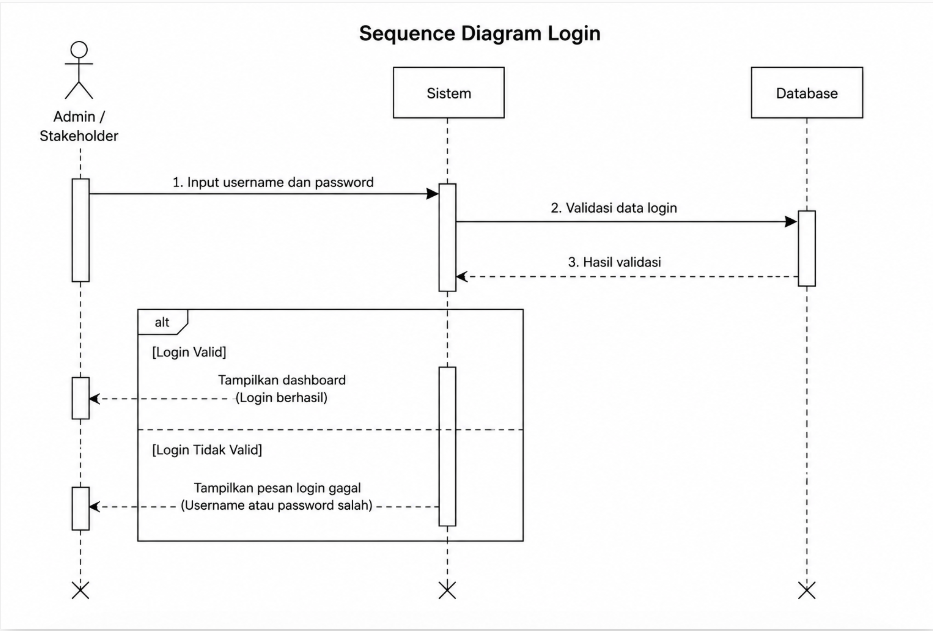 Sequence Diagram Login
Admin /
Stakeholder
Sistem
Database
1. Input username dan password
2. Validasi data login
3. Hasil validasi
alt
[Login Valid]
Tampilkan dashboard
(Login berhasil)
[Login Tidak Valid]
Tampilkan pesan login gagal
(Username atau password salah)